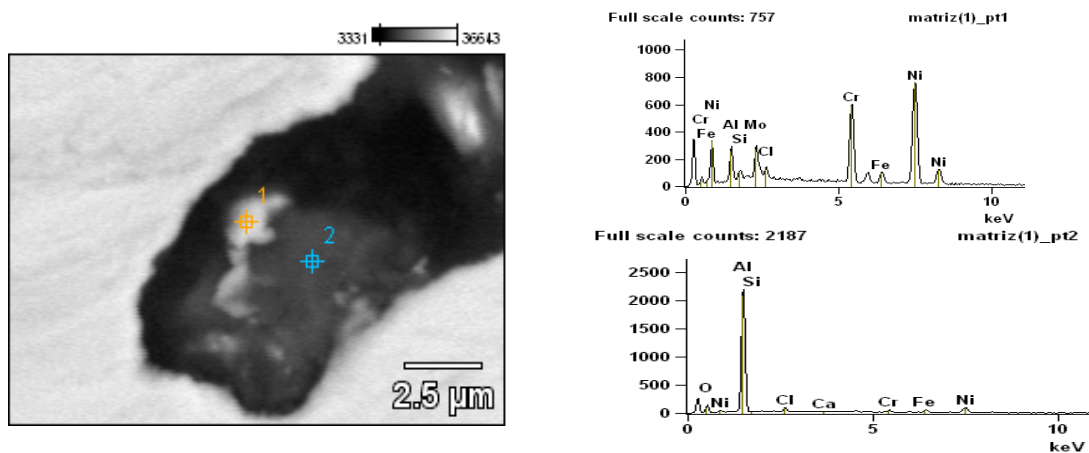 3331 36643
1
2
2.5 µm
Full scale counts: 757 matriz(1)_pt1
1000
800
600
400
200
0
Cr
Fe
Ni
Al
Si
Mo
Cl
Cr
Fe
Ni
Ni
0 5 10
keV
Full scale counts: 2187 matriz(1)_pt2
2500
2000
1500
1000
500
0
O
Ni
Al
Si
Cl
Ca
Cr
Fe
Ni
0 5 10
keV